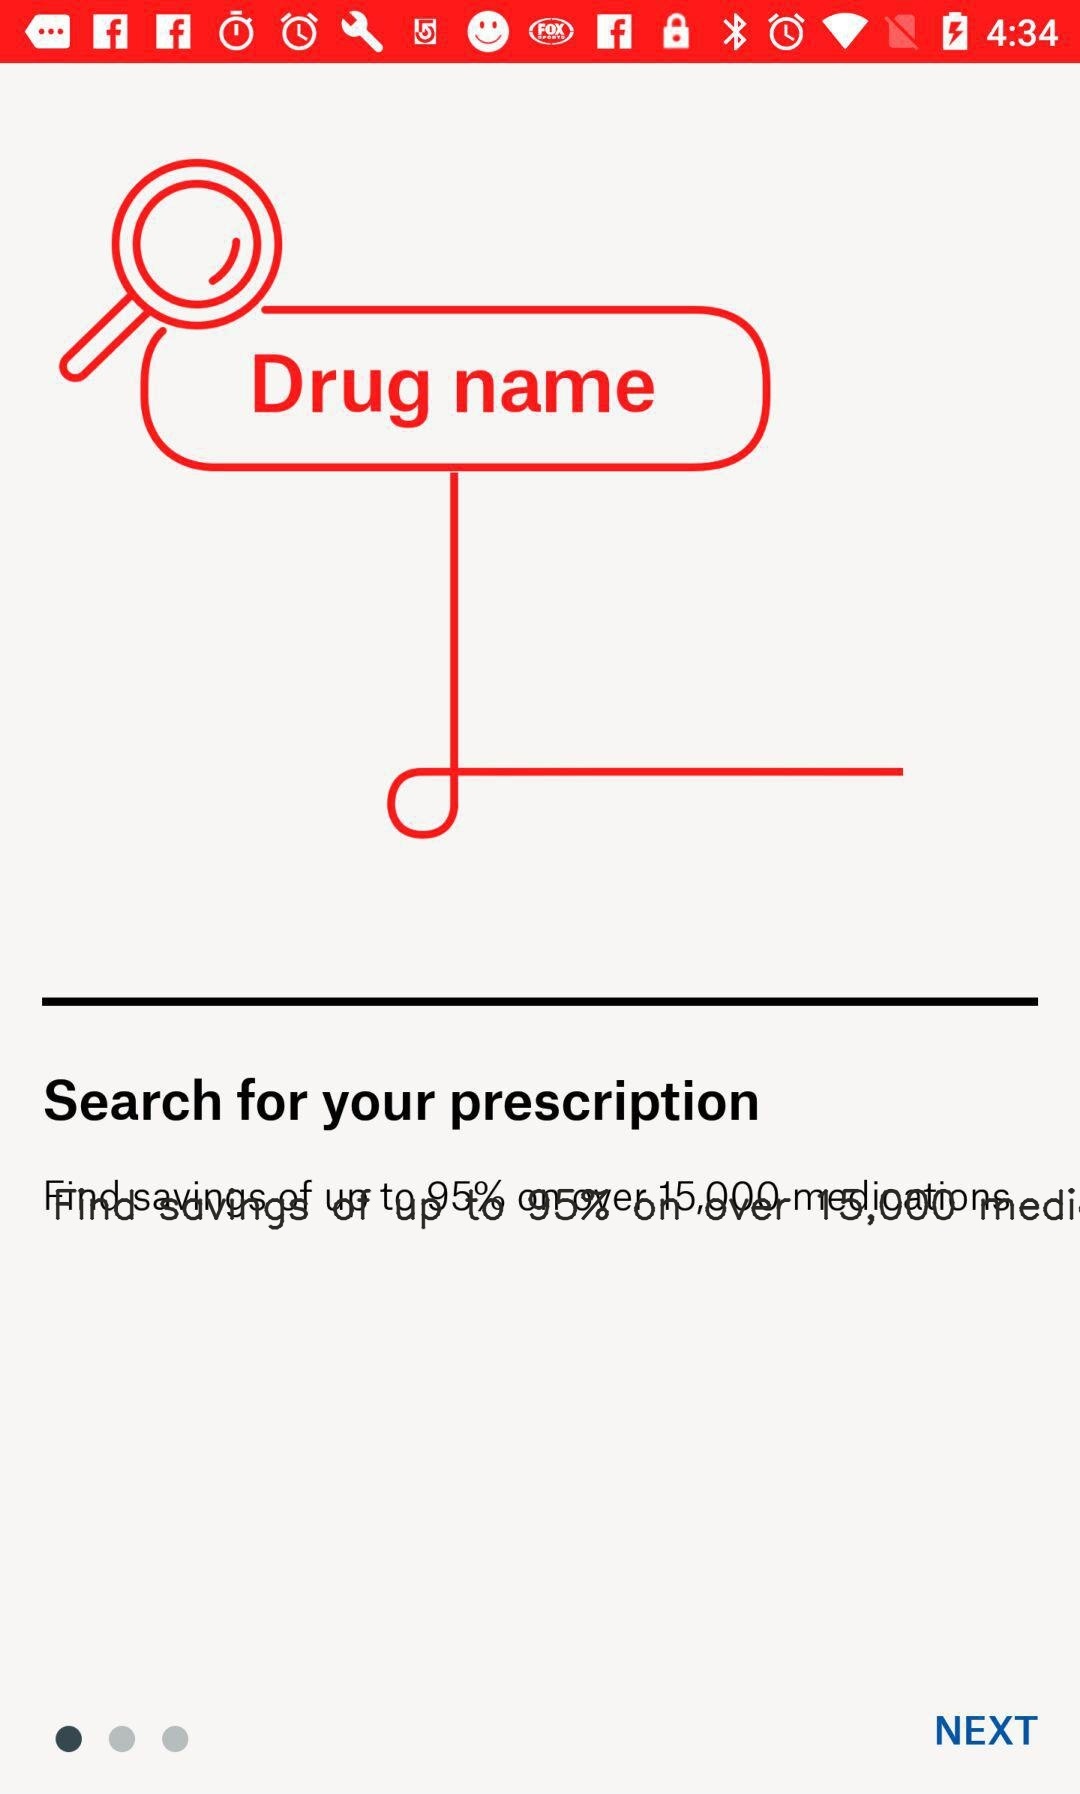 4:34
Drug name
Search for your prescription
Find savings of up to 95% on over 15,000 medications
Find savings of up to 95% on over 15,000 medi
NEXT